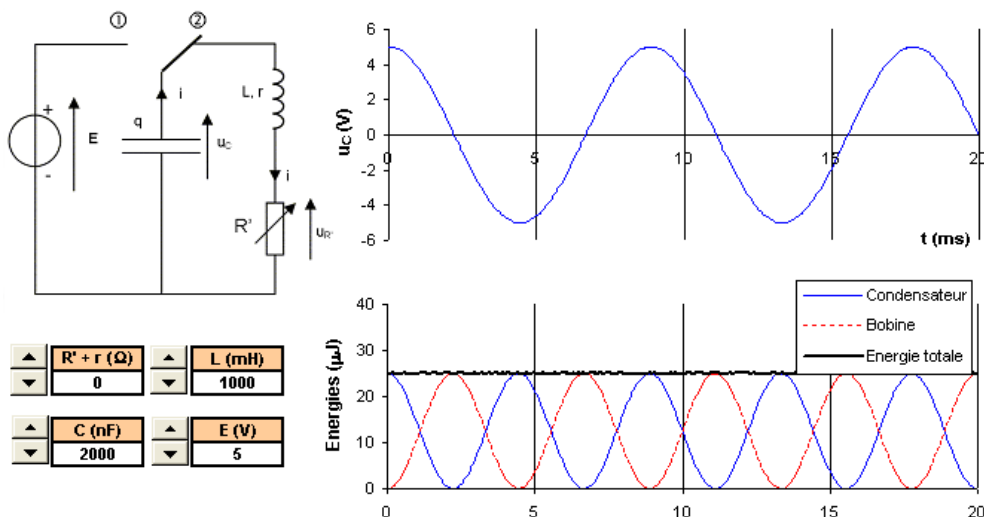 ① ②
+
-
E
q
i
u_C
L, r
i
R'
u_R'
R' + r (Ω)
0
L (mH)
1000
C (nF)
2000
E (V)
5
u_C (V)
6
4
2
0
-2
-4
-6
0 5 10 15 20
t (ms)
Energies (µJ)
40
30
20
10
0
0 5 10 15 20
Condensateur
Bobine
Energie totale